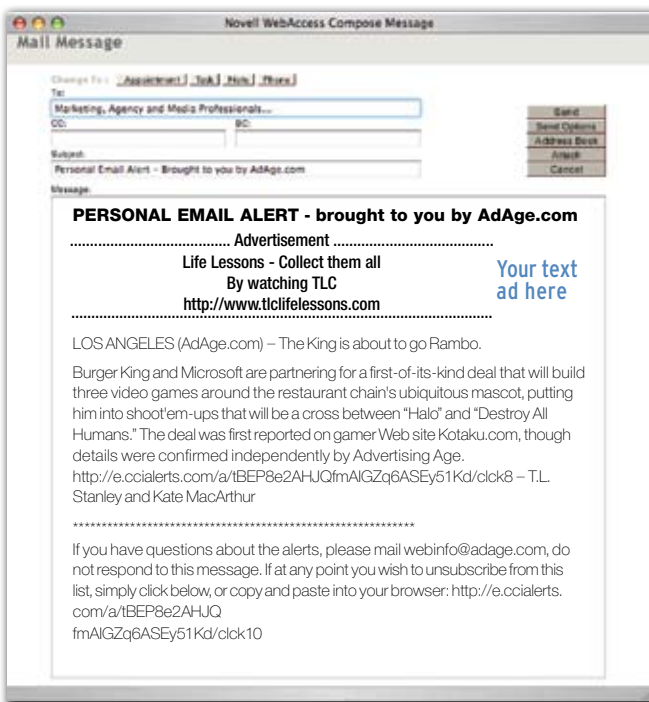 Novell WebAccess Compose Message
Mail Message
Change To: Appointment Task Note Phone
To:
Marketing, Agency and Media Professionals...
CC: BC:
Subject:
Personal Email Alert - Brought to you by AdAge.com
Message:
Send
Send Options
Address Book
Attach
Cancel
PERSONAL EMAIL ALERT - brought to you by AdAge.com
........................................ Advertisement ........................................
Life Lessons - Collect them all
By watching TLC
http://www.tlclifelessons.com
Your text
ad here
LOS ANGELES (AdAge.com) – The King is about to go Rambo.
Burger King and Microsoft are partnering for a first-of-its-kind deal that will build
three video games around the restaurant chain's ubiquitous mascot, putting
him into shoot'em-ups that will be a cross between “Halo” and “Destroy All
Humans.” The deal was first reported on gamer Web site Kotaku.com, though
details were confirmed independently by Advertising Age.
http://e.ccialerts.com/a/tBEP8e2AHJQfmAlGZq6ASEy51Kd/clck8 – T.L.
Stanley and Kate MacArthur
************************************************************
If you have questions about the alerts, please mail webinfo@adage.com, do
not respond to this message. If at any point you wish to unsubscribe from this
list, simply click below, or copy and paste into your browser: http://e.ccialerts.
com/a/tBEP8e2AHJQ
fmAlGZq6ASEy51Kd/clck10